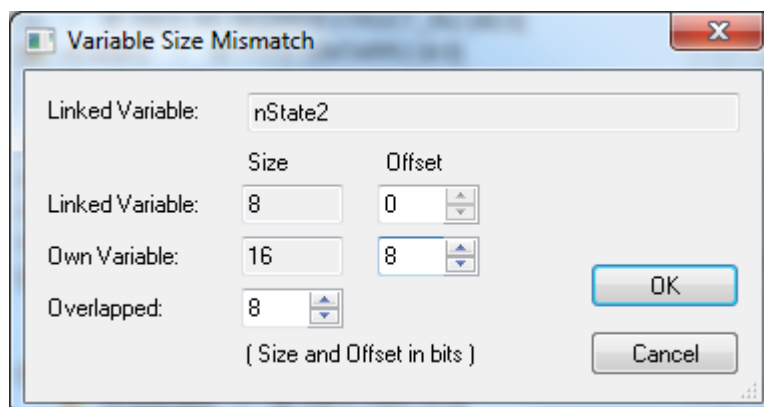 Variable Size Mismatch
Linked Variable: nState2
Size Offset
Linked Variable: 8 0
Own Variable: 16 8
Overlapped: 8
( Size and Offset in bits )
OK
Cancel